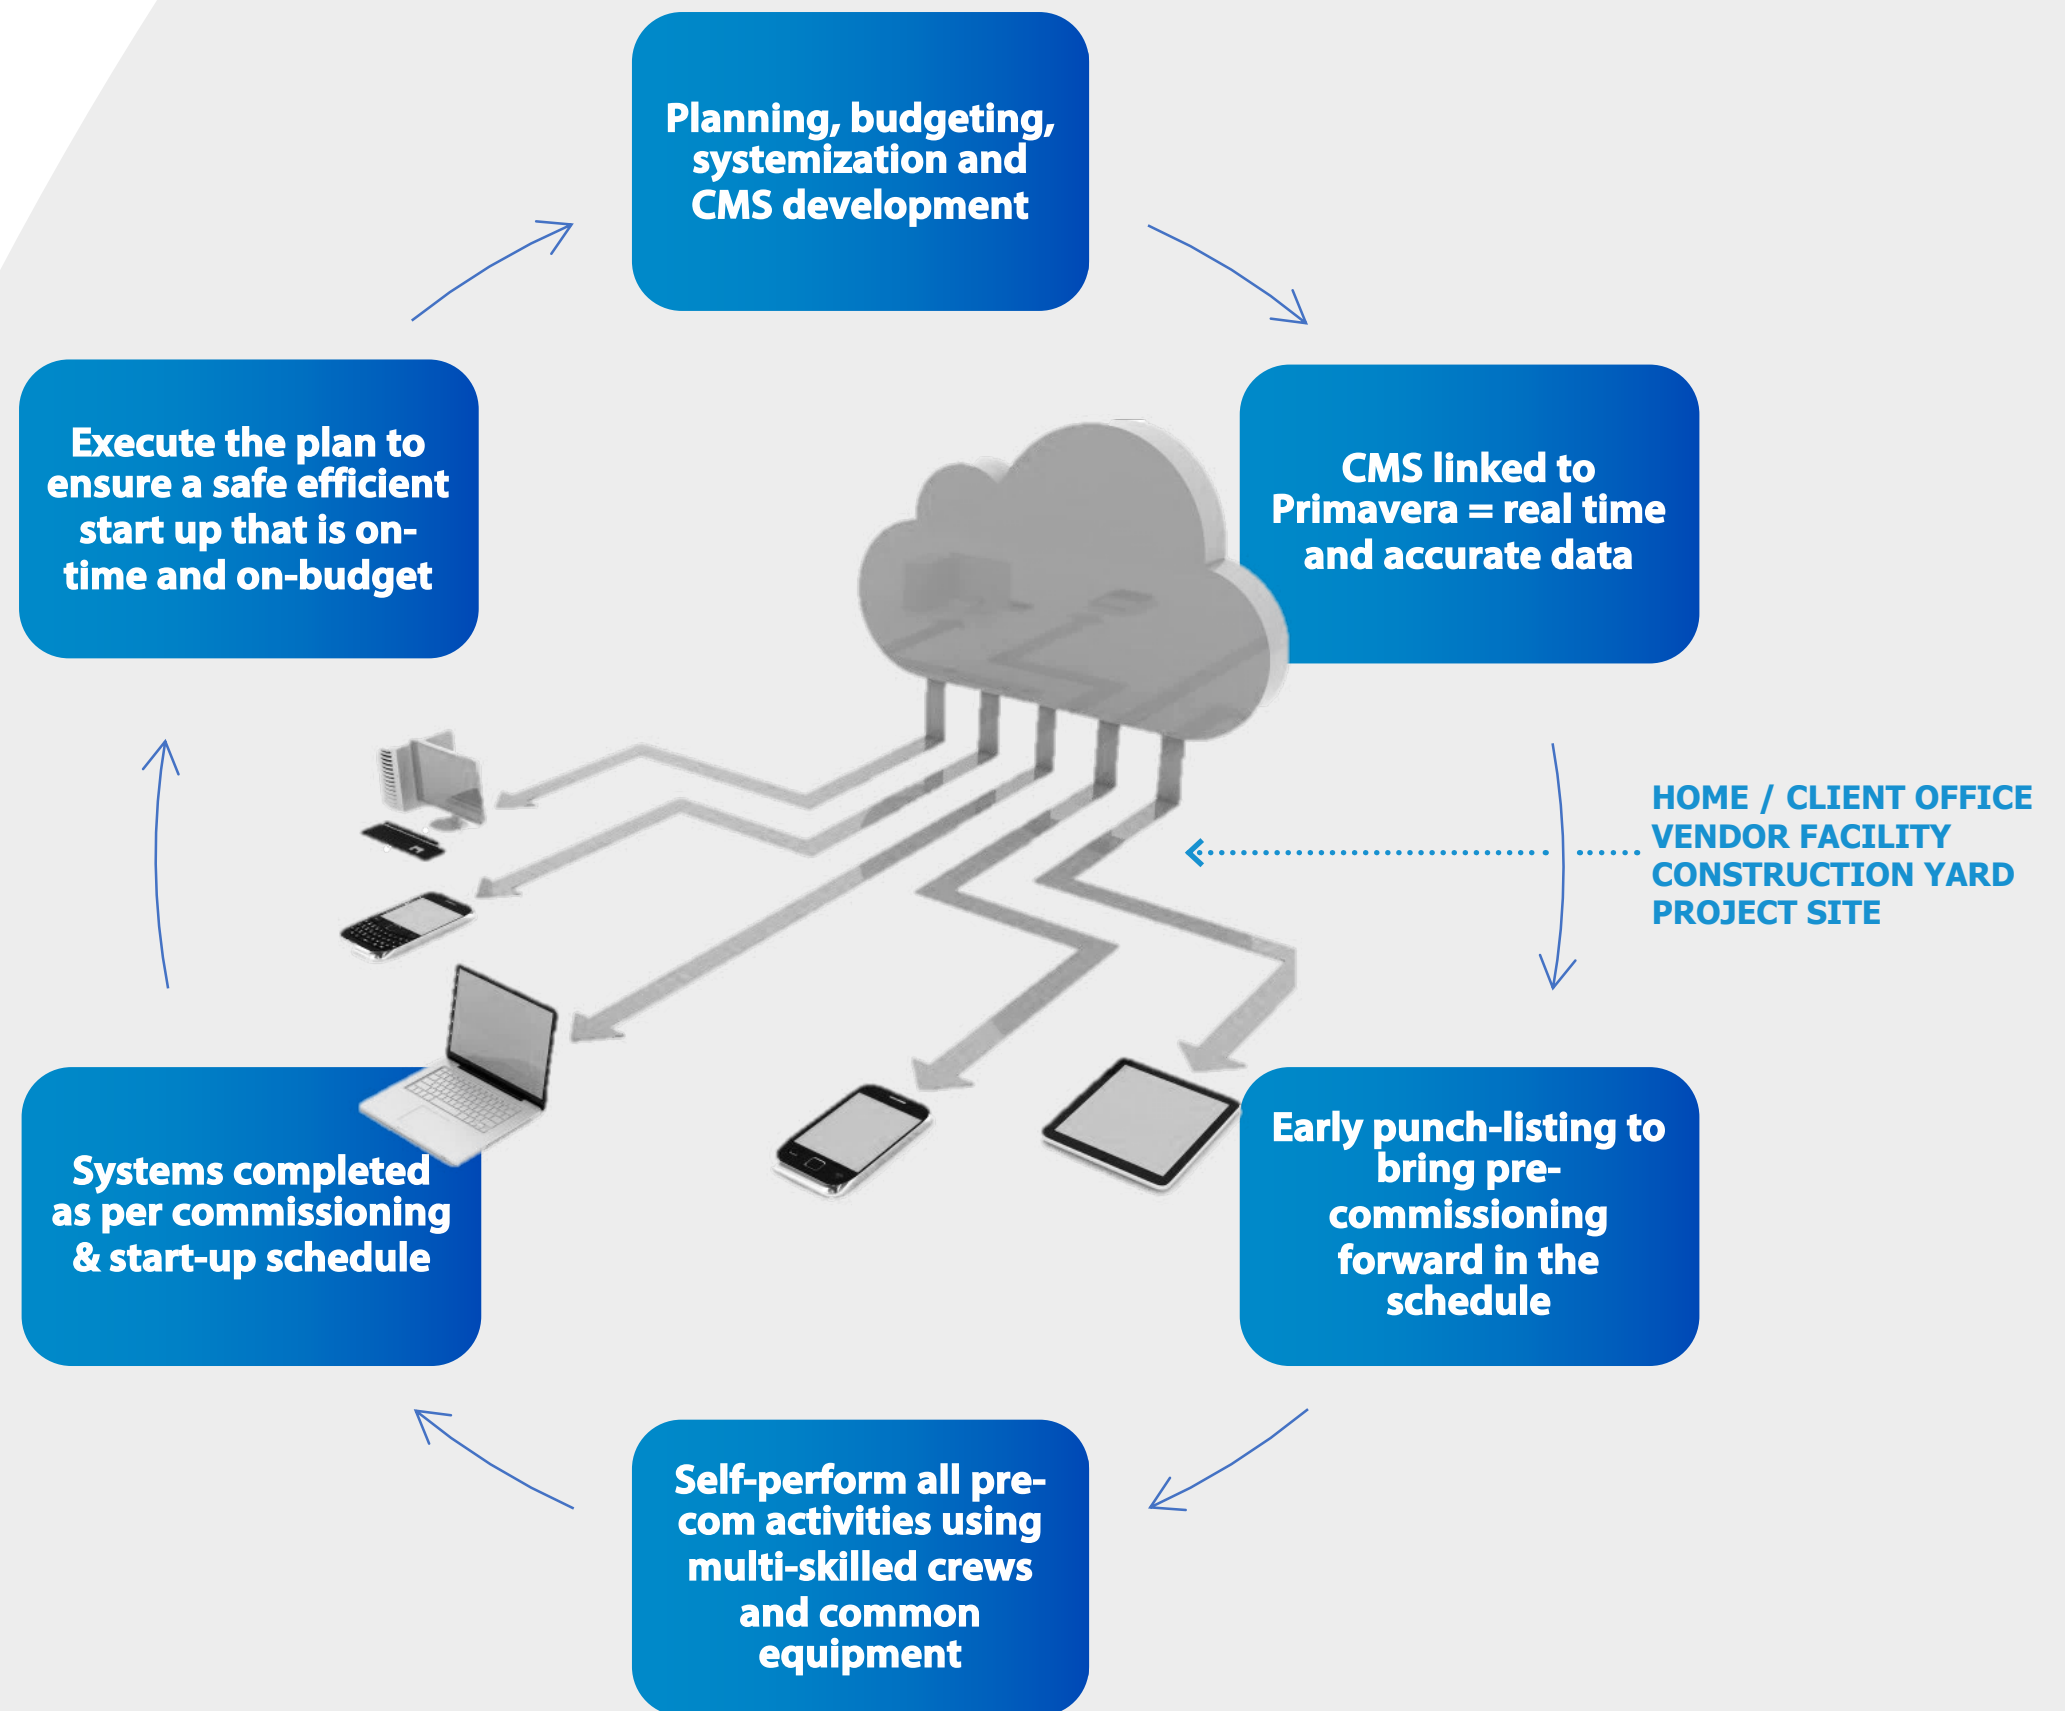 Planning, budgeting,
systemization and
CMS development
Execute the plan to
ensure a safe efficient
start up that is on-
time and on-budget
CMS linked to
Primavera = real time
and accurate data
HOME / CLIENT OFFICE
VENDOR FACILITY
CONSTRUCTION YARD
PROJECT SITE
Systems completed
as per commissioning
& start-up schedule
Early punch-listing to
bring pre-
commissioning
forward in the
schedule
Self-perform all pre-
com activities using
multi-skilled crews
and common
equipment